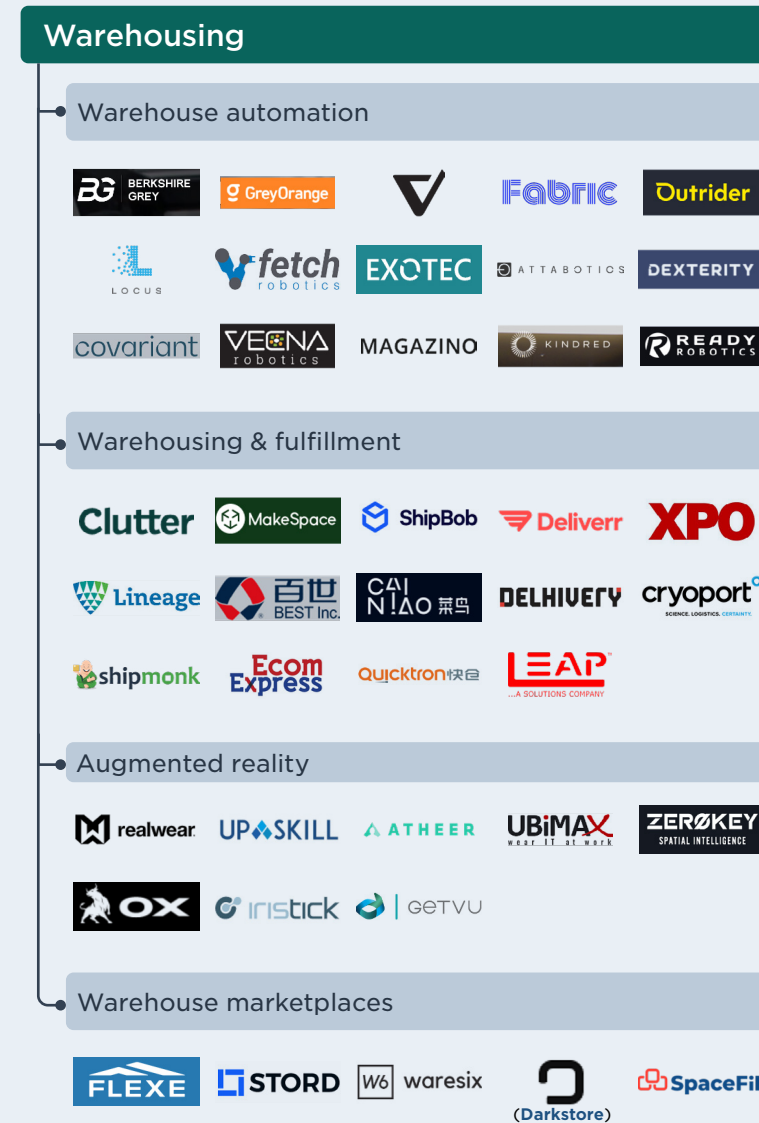 Warehousing
Warehouse automation
BG BERKSHIRE
GREY
g GreyOrange
Fabric
Outrider
LOCUS
fetch
robotics
EXOTEC
ATTABOTICS
DEXTERITY
covariant
VECNA
robotics
MAGAZINO
KINDRED
READY
ROBOTICS
Warehousing & fulfillment
Clutter
MakeSpace
ShipBob
Deliverr
XPO
Lineage
百世
BEST Inc.
CAI
NIAO 菜鸟
DELHIVERY
cryoport
SCIENCE. LOGISTICS. CERTAINTY.
shipmonk
Ecom
Express
Quicktron快仓
LEAP
...A SOLUTIONS COMPANY
Augmented reality
realwear
UPSKILL
ATHEER
UBiMAX
wear IT at work
ZERØKEY
SPATIAL INTELLIGENCE
OX
iristick
GETVU
Warehouse marketplaces
FLEXE
STORD
W6 waresix
(Darkstore)
SpaceFil